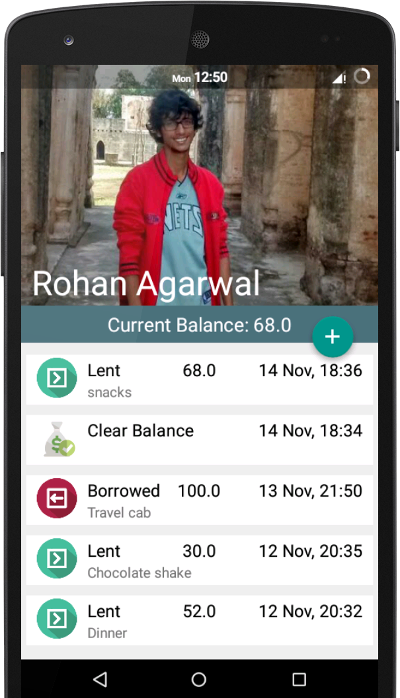 Mon 12:50
NETS
Rohan Agarwal
Current Balance: 68.0
+
Lent 68.0 14 Nov, 18:36
snacks
Clear Balance 14 Nov, 18:34
Borrowed 100.0 13 Nov, 21:50
Travel cab
Lent 30.0 12 Nov, 20:35
Chocolate shake
Lent 52.0 12 Nov, 20:32
Dinner